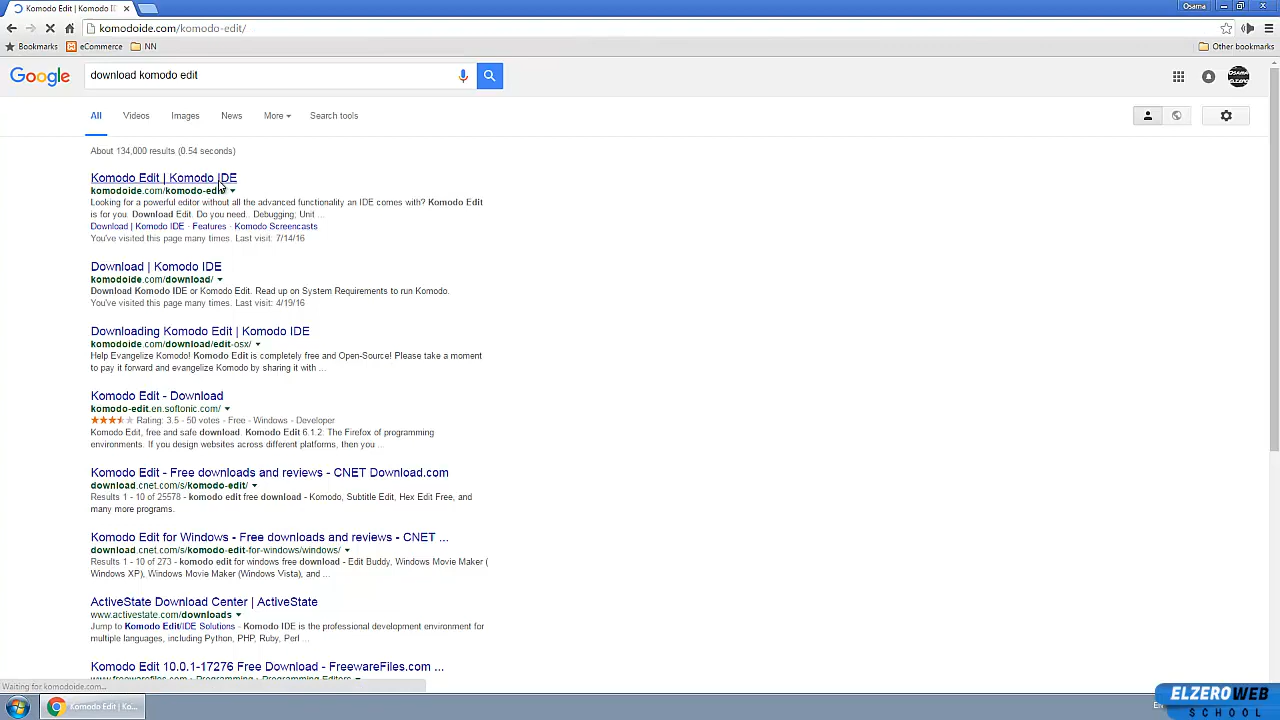 Komodo Edit | Komodo I
Osama
komodoide.com/komodo-edit/
Bookmarks
eCommerce
NN
Other bookmarks
Google
download komodo edit
OSAMA
ELZERO
All
Videos
Images
News
More
Search tools
About 134,000 results (0.54 seconds)
Komodo Edit | Komodo IDE
komodoide.com/komodo-edit/
Looking for a powerful editor without all the advanced functionality an IDE comes with? Komodo Edit
is for you. Download Edit. Do you need.. Debugging; Unit ...
Download | Komodo IDE - Features - Komodo Screencasts
You've visited this page many times. Last visit: 7/14/16
Download | Komodo IDE
komodoide.com/download/
Download Komodo IDE or Komodo Edit. Read up on System Requirements to run Komodo.
You've visited this page many times. Last visit: 4/19/16
Downloading Komodo Edit | Komodo IDE
komodoide.com/download/edit-osx/
Help Evangelize Komodo! Komodo Edit is completely free and Open-Source! Please take a moment
to pay it forward and evangelize Komodo by sharing it with ...
Komodo Edit - Download
komodo-edit.en.softonic.com/
Rating: 3.5 - 50 votes - Free - Windows - Developer
Komodo Edit, free and safe download. Komodo Edit 6.1.2: The Firefox of programming
environments. If you design websites across different platforms, then you ...
Komodo Edit - Free downloads and reviews - CNET Download.com
download.cnet.com/s/komodo-edit/
Results 1 - 10 of 25578 - komodo edit free download - Komodo, Subtitle Edit, Hex Edit Free, and
many more programs.
Komodo Edit for Windows - Free downloads and reviews - CNET ...
download.cnet.com/s/komodo-edit-for-windows/windows/
Results 1 - 10 of 273 - komodo edit for windows free download - Edit Buddy, Windows Movie Maker (
Windows XP), Windows Movie Maker (Windows Vista), and ...
ActiveState Download Center | ActiveState
www.activestate.com/downloads
Jump to Komodo Edit/IDE Solutions - Komodo IDE is the professional development environment for
multiple languages, including Python, PHP, Ruby, Perl ...
Komodo Edit 10.0.1-17276 Free Download - FreewareFiles.com ...
www.freewarefiles.com › Programming › Programming Editors
Waiting for komodoide.com...
Komodo Edit | Ko...
ELZEROWEB
SCHOOL